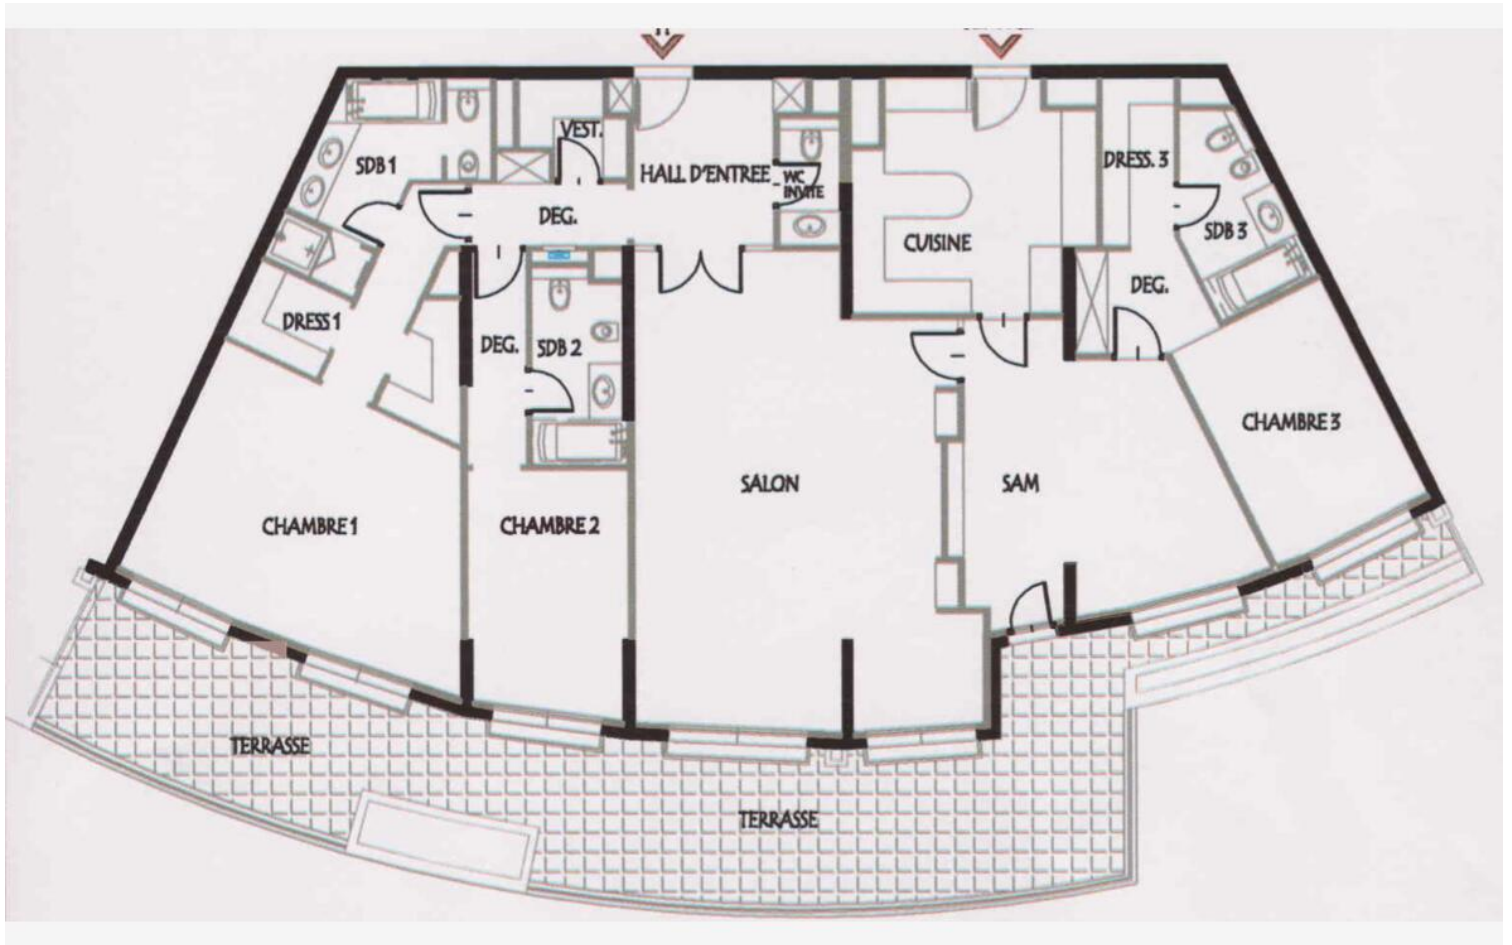 VEST.
SDB 1
HALL D'ENTREE
WC
INVITE
DRESS. 3
DEG.
CUISINE
SDB 3
DEG.
DRESS 1
DEG.
SDB 2
CHAMBRE 3
SALON
SAM
CHAMBRE 1
CHAMBRE 2
TERRASSE
TERRASSE